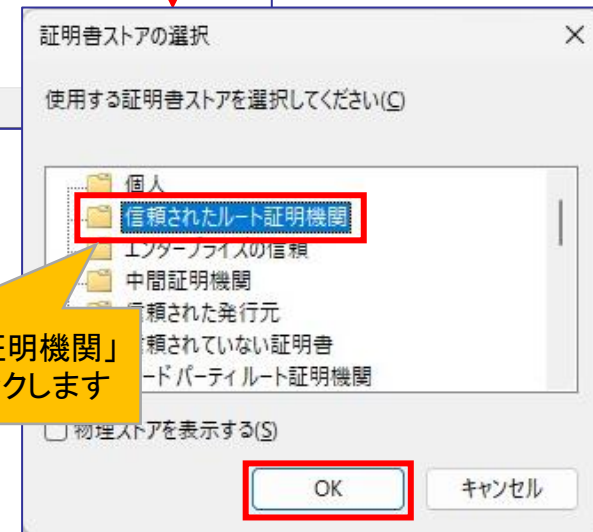 証明書ストアの選択
使用する証明書ストアを選択してください(C)
個人
信頼されたルート証明機関
エンタープライズの信頼
中間証明機関
頼された発行元
頼されていない証明書
ード パーティ ルート証明機関
証明機関」
クします
物理ストアを表示する(S)
OK
キャンセル